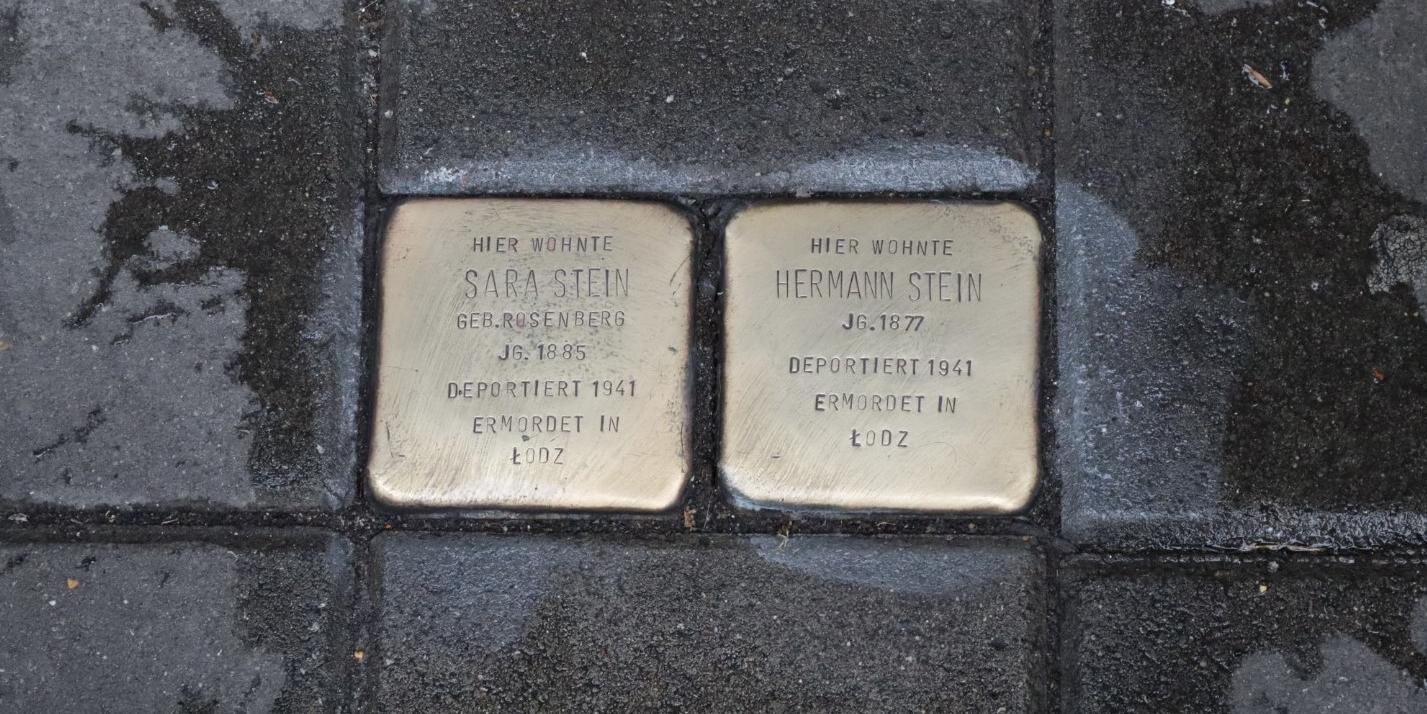 HIER WOHNTE
SARA STEIN
GEB.ROSENBERG
JG. 1885
DEPORTIERT 1941
ERMORDET IN
ŁODZ
HIER WOHNTE
HERMANN STEIN
JG. 1877
DEPORTIERT 1941
ERMORDET IN
ŁODZ